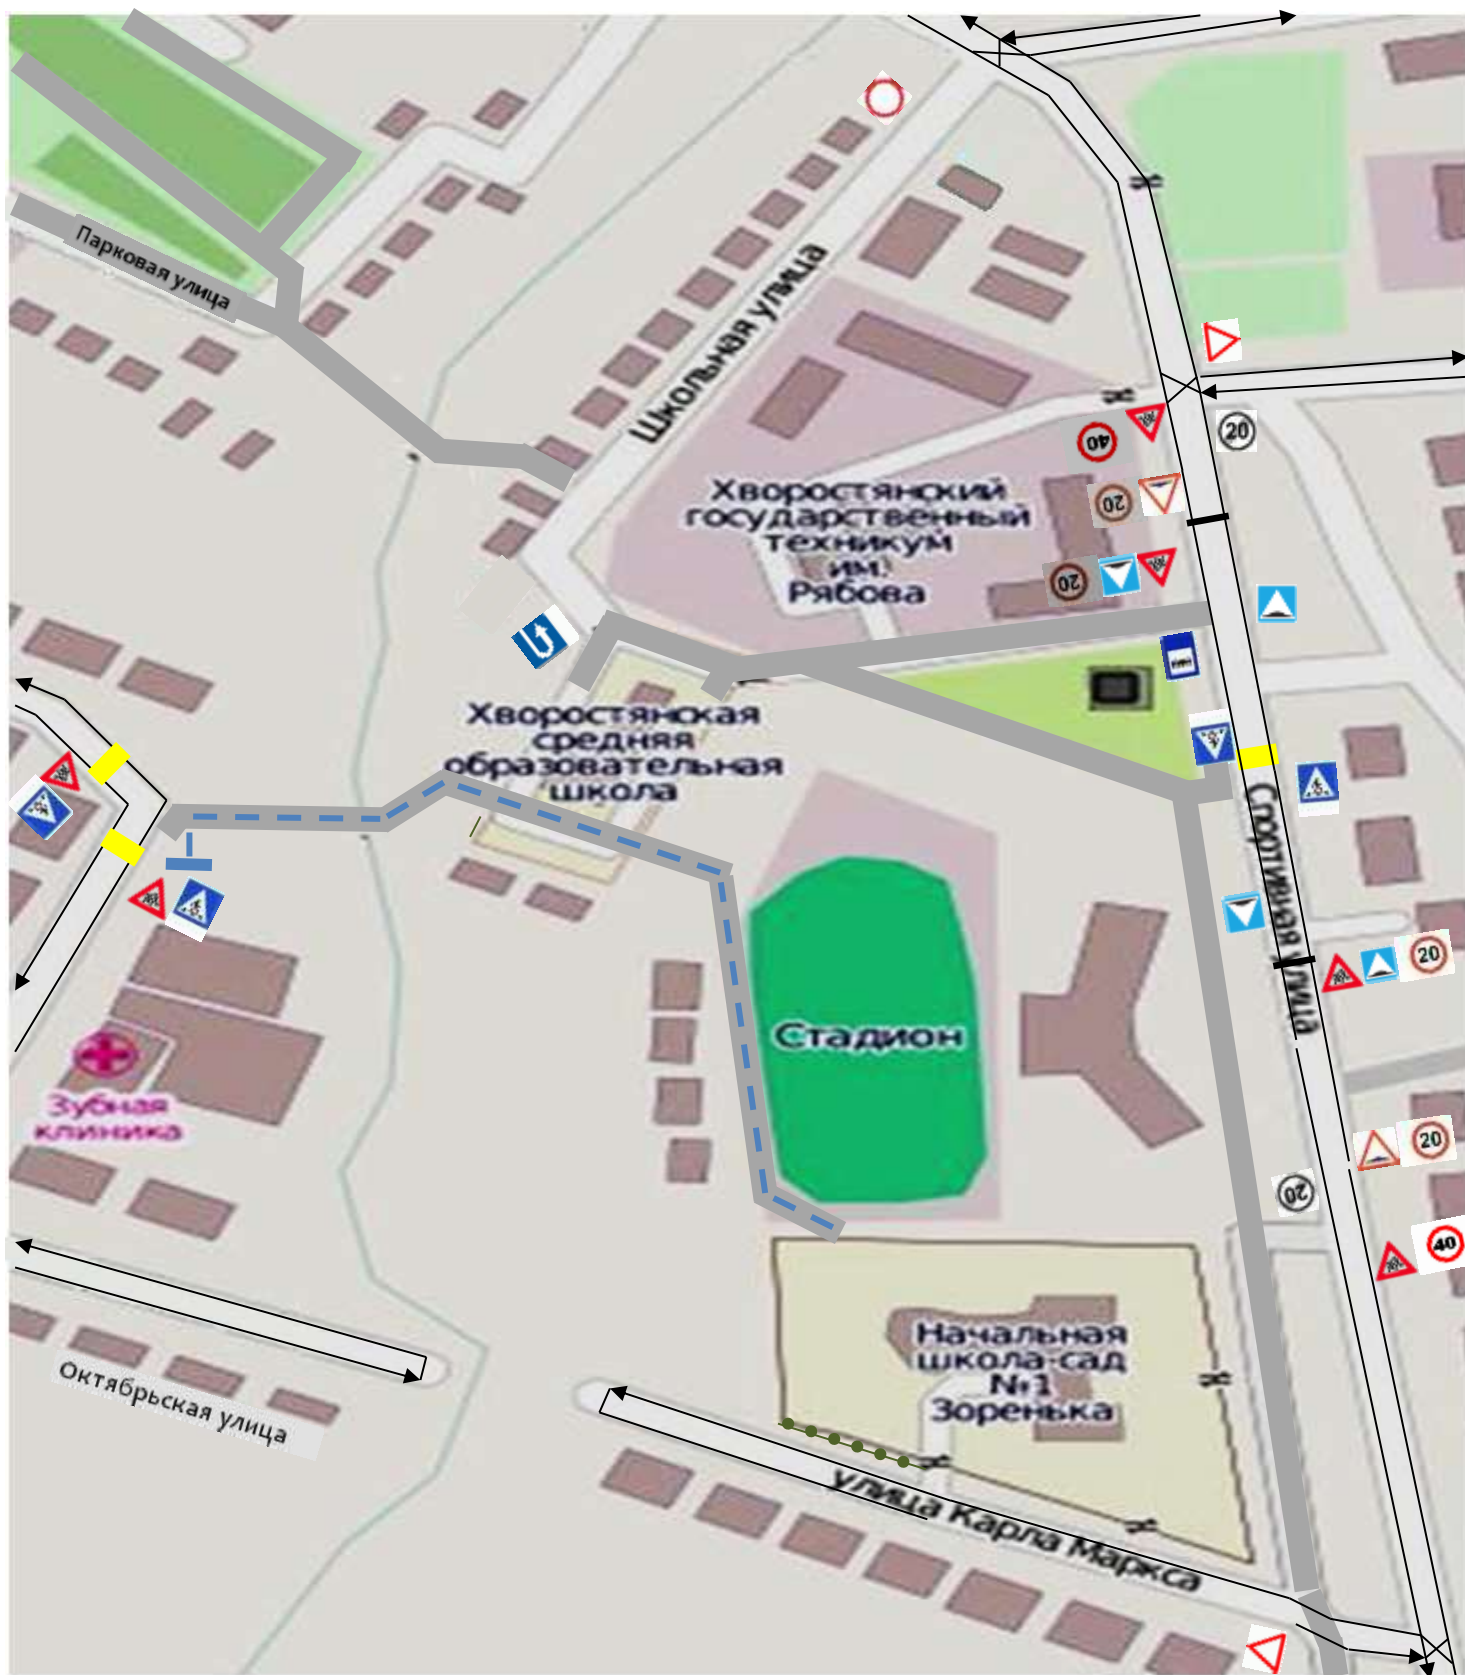 Парковая улица
Школьная улица
20
40
Хворостянский
государственный
техникум
им.
Рябова
20
20
Хворостянская
средняя
образовательная
школа
Спортивная улица
20
Стадион
Зубная
клиника
20
20
40
Начальная
школа-сад
№1
Зоренька
Октябрьская улица
улица Карла Маркса